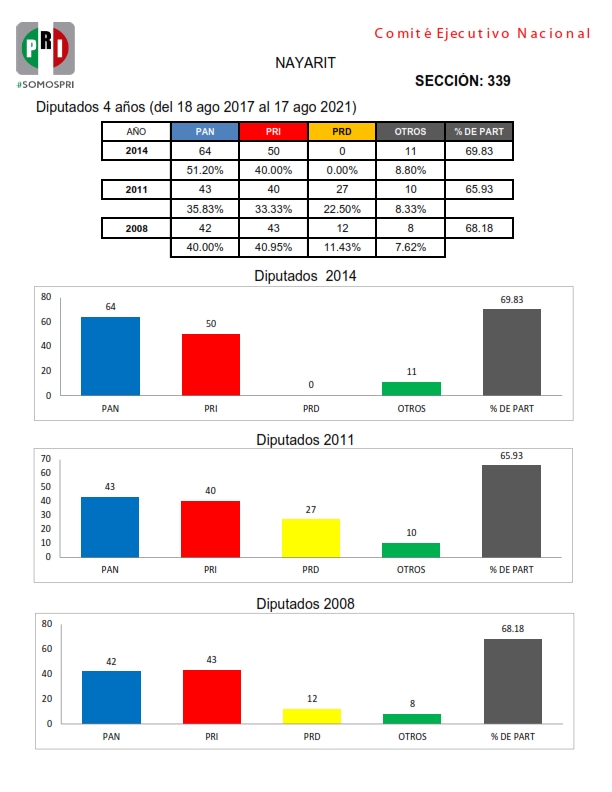 Comité Ejecutivo Nacional
PRI
#SOMOSPRI
NAYARIT
SECCIÓN: 339
Diputados 4 años (del 18 ago 2017 al 17 ago 2021)
AÑO PAN PRI PRD OTROS % DE PART
2014 64 50 0 11 69.83
51.20% 40.00% 0.00% 8.80%
2011 43 40 27 10 65.93
35.83% 33.33% 22.50% 8.33%
2008 42 43 12 8 68.18
40.00% 40.95% 11.43% 7.62%
Diputados 2014
80
60
40
20
0
64 50 0 11 69.83
PAN PRI PRD OTROS % DE PART
Diputados 2011
70
60
50
40
30
20
10
0
43 40 27 10 65.93
PAN PRI PRD OTROS % DE PART
Diputados 2008
80
60
40
20
0
42 43 12 8 68.18
PAN PRI PRD OTROS % DE PART